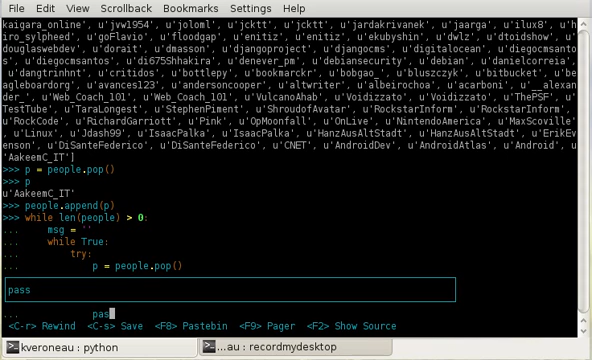 File Edit View Scrollback Bookmarks Settings Help
kaigara_online', u'jvw1954', u'joloml', u'jcktt', u'jcktt', u'jardakrivanek', u'jaarga', u'ilux8', u'h
iro_sylpheed', u'goFlavio', u'floodgap', u'enitiz', u'enitiz', u'ekubyshin', u'dwlz', u'dtoidshow', u'
douglaswebdev', u'dorait', u'dmasson', u'djangoproject', u'djangocms', u'digitalocean', u'diegocmsanto
s', u'diegocmsantos', u'di675Shhakira', u'denever_pm', u'debiansecurity', u'debian', u'danielcorreia',
u'dangtrinhnt', u'critidos', u'bottlepy', u'bookmarckr', u'bobgao_', u'bluszczyk', u'bitbucket', u'be
agleboardorg', u'avances123', u'andersoncooper', u'altwriter', u'albeirochoa', u'acarboni', u'__alexan
der_', u'Web_Coach_101', u'Web_Coach_101', u'VulcanoAhab', u'Voidizzato', u'Voidizzato', u'ThePSF', u'
TestTube', u'TaraLongest', u'StephenPiment', u'ShroudofAvatar', u'RockstarInform', u'RockstarInform',
u'RockCode', u'RichardGarriott', u'Pink', u'OpMoonfall', u'OnLive', u'NintendoAmerica', u'MaxScoville'
, u'Linux', u'Jdash99', u'IsaacPalka', u'IsaacPalka', u'HanzAusAltStadt', u'HanzAusAltStadt', u'ErikEv
enson', u'DiSanteFederico', u'DiSanteFederico', u'CNET', u'AndroidDev', u'AndroidAtlas', u'Android', u
'AakeemC_IT']
>>> p = people.pop()
>>> p
u'AakeemC_IT'
>>> people.append(p)
>>> while len(people) > 0:
... msg = ''
... while True:
... try:
... p = people.pop()
pass
... pas
<C-r> Rewind <C-s> Save <F8> Pastebin <F9> Pager <F2> Show Source
kveroneau : python
...au : recordmydesktop